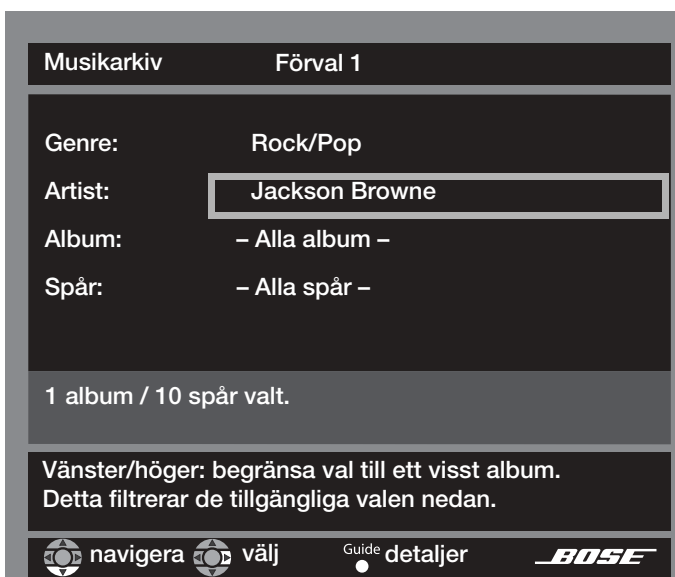 Musikarkiv Förval 1
Genre: Rock/Pop
Artist: Jackson Browne
Album: – Alla album –
Spår: – Alla spår –
1 album / 10 spår valt.
Vänster/höger: begränsa val till ett visst album.
Detta filtrerar de tillgängliga valen nedan.
navigera välj Guide detaljer BOSE